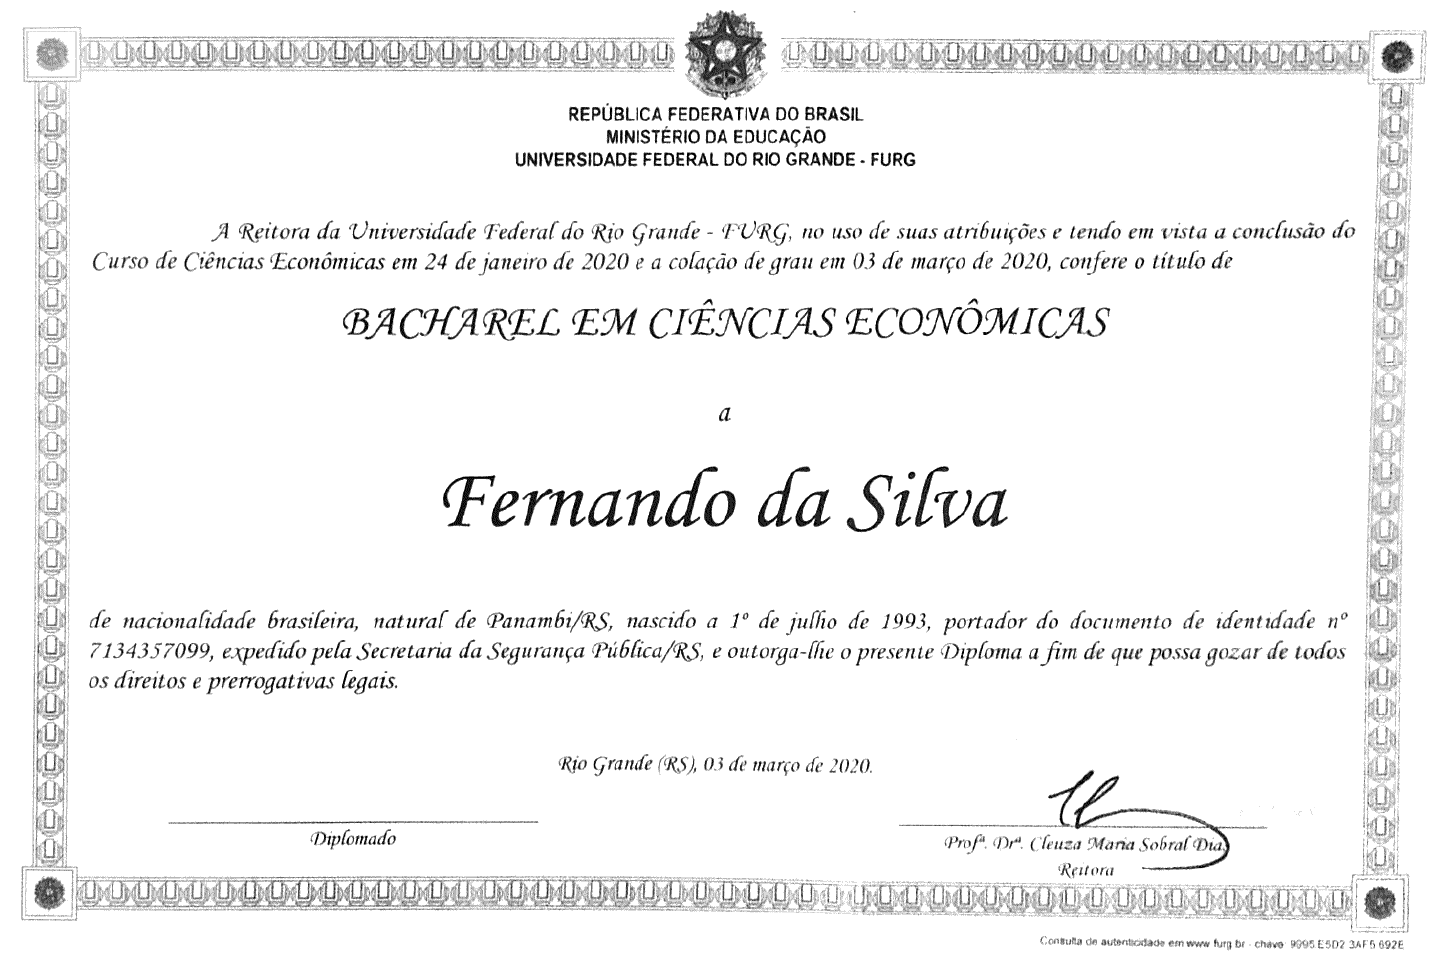 REPÚBLICA FEDERATIVA DO BRASIL
MINISTÉRIO DA EDUCAÇÃO
UNIVERSIDADE FEDERAL DO RIO GRANDE - FURG
A Reitora da Universidade Federal do Rio Grande - FURG, no uso de suas atribuições e tendo em vista a conclusão do
Curso de Ciências Econômicas em 24 de janeiro de 2020 e a colação de grau em 03 de março de 2020, confere o título de
BACHAREL EM CIÊNCIAS ECONÔMICAS
a
Fernando da Silva
de nacionalidade brasileira, natural de Panambi/RS, nascido a 1º de julho de 1993, portador do documento de identidade nº
7134357099, expedido pela Secretaria da Segurança Pública/RS, e outorga-lhe o presente Diploma a fim de que possa gozar de todos
os direitos e prerrogativas legais.
Rio Grande (RS), 03 de março de 2020.
Diplomado
Profª. Drª. Cleuza Maria Sobral Dia
Reitora
Consulta de autenticidade em www furg br - chave 9995 E5D2 3AF5 692E